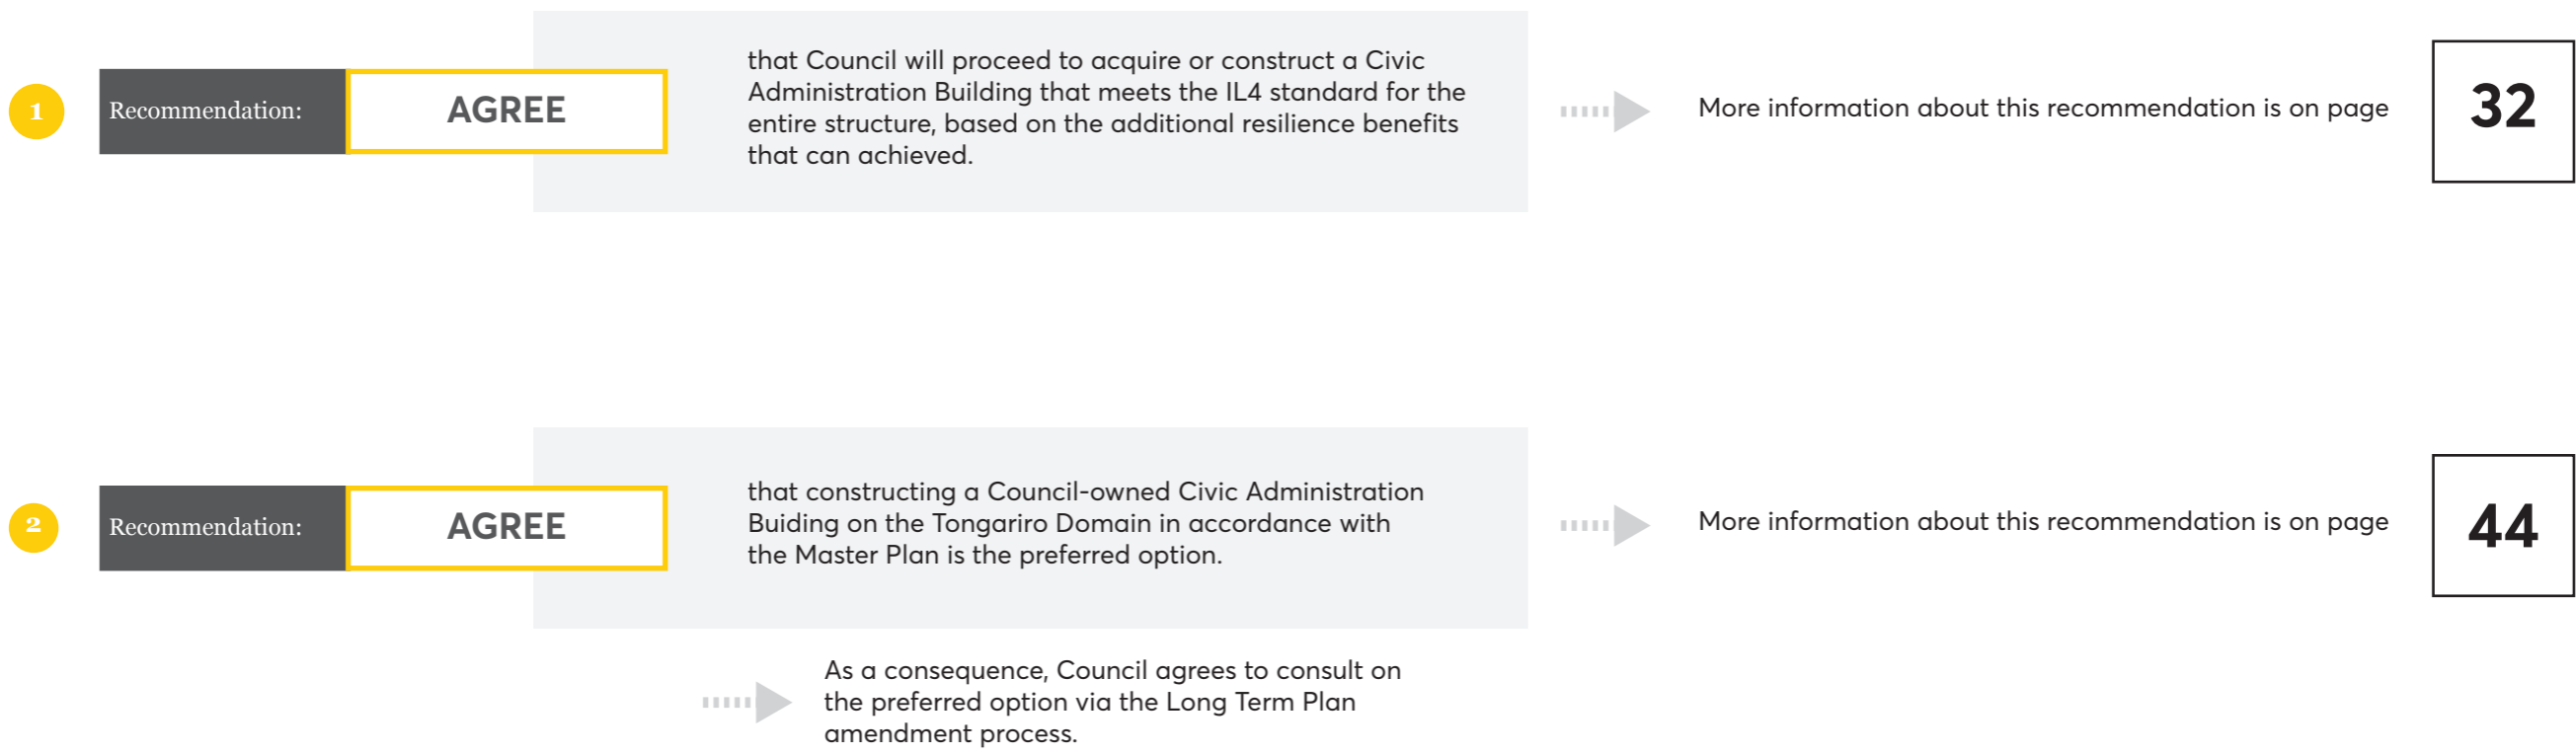 1
Recommendation:
AGREE
that Council will proceed to acquire or construct a Civic
Administration Building that meets the IL4 standard for the
entire structure, based on the additional resilience benefits
that can achieved.
More information about this recommendation is on page
32
2
Recommendation:
AGREE
that constructing a Council-owned Civic Administration
Buiding on the Tongariro Domain in accordance with
the Master Plan is the preferred option.
More information about this recommendation is on page
44
As a consequence, Council agrees to consult on
the preferred option via the Long Term Plan
amendment process.